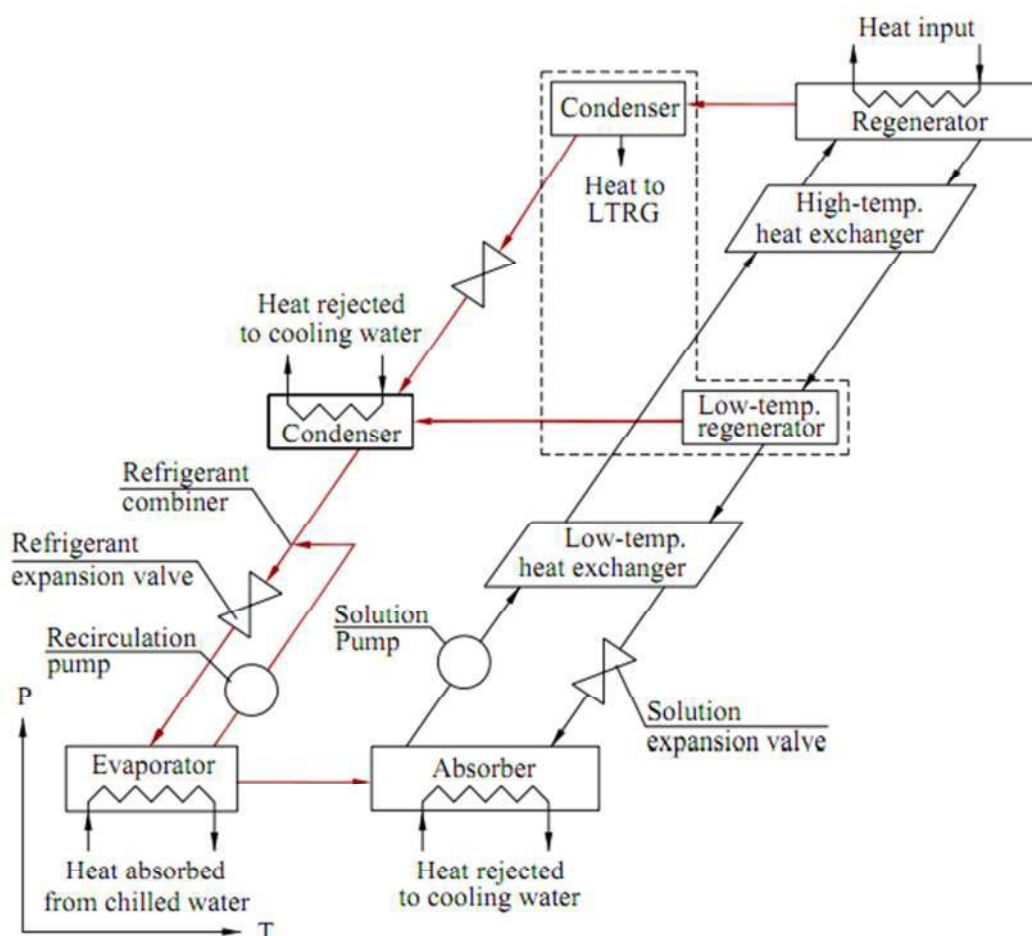 Heat input
Condenser
Regenerator
Heat to
LTRG
High-temp.
heat exchanger
Heat rejected
to cooling water
Low-temp.
regenerator
Condenser
Refrigerant
combiner
Low-temp.
heat exchanger
Refrigerant
expansion valve
Solution
Pump
Recirculation
pump
P
Solution
expansion valve
Evaporator
Absorber
Heat absorbed
from chilled water
Heat rejected
to cooling water
T